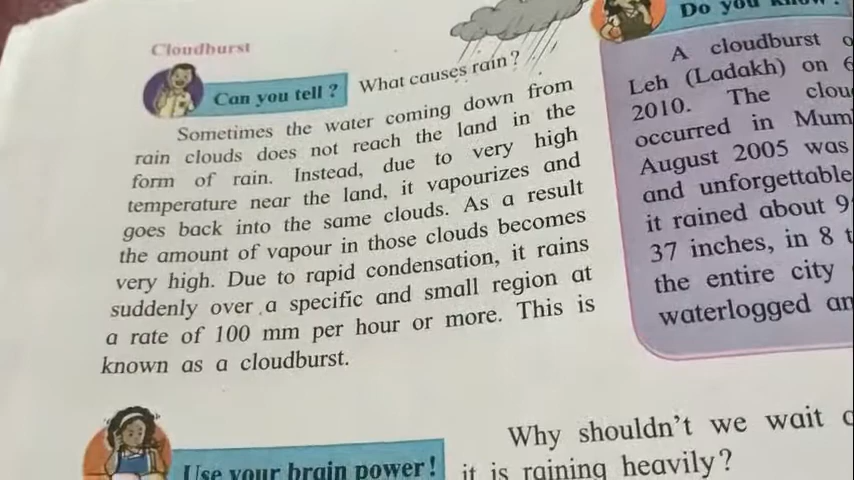 Cloudburst
Can you tell ?
What causes rain ?
Sometimes the water coming down from
rain clouds does not reach the land in the
form of rain. Instead, due to very high
temperature near the land, it vapourizes and
goes back into the same clouds. As a result
the amount of vapour in those clouds becomes
very high. Due to rapid condensation, it rains
suddenly over a specific and small region at
a rate of 100 mm per hour or more. This is
known as a cloudburst.
Do you know
A cloudburst
Leh (Ladakh) on
2010. The
occurred in
August 2005 was
and unforgettable
it rained about
37 inches, in 8
the entire city
waterlogged
Use your brain power!
Why shouldn't we wait
it is raining heavily?